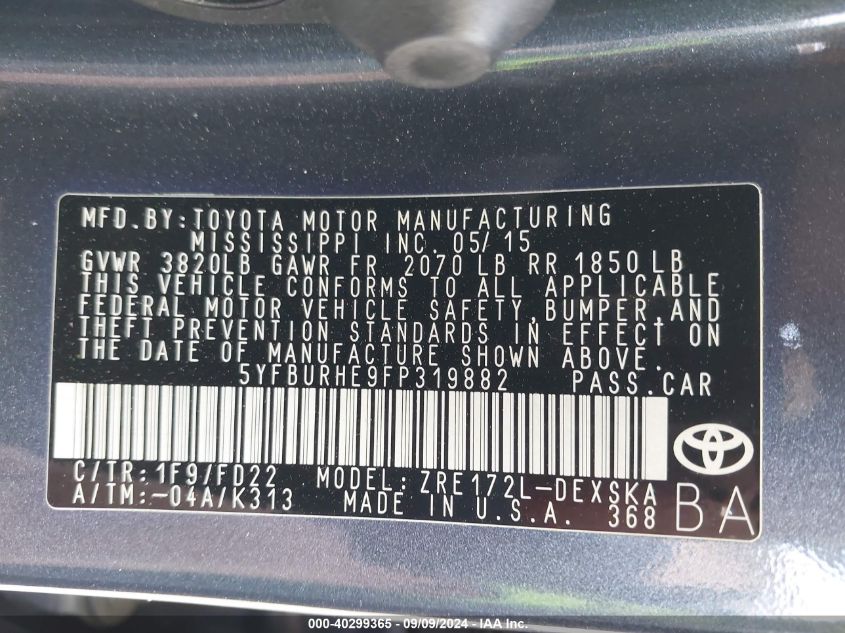 MFD.BY:TOYOTA MOTOR MANUFACTURING
MISSISSIPPI INC. 05/15
GVWR 3820LB GAWR FR 2070 LB RR 1850 LB
THIS VEHICLE CONFORMS TO ALL APPLICABLE
FEDERAL MOTOR VEHICLE SAFETY,BUMPER,AND
THEFT PREVENTION STANDARDS IN EFFECT ON
THE DATE OF MANUFACTURE SHOWN ABOVE.
5YFBURHE9FP319882 PASS.CAR
C/TR:1F9/FD22 MODEL:ZRE172L-DEXSKA
A/TM:-04A/K313 MADE IN U.S.A. 368 BA
000-40299365 - 09/09/2024 - IAA, Inc.